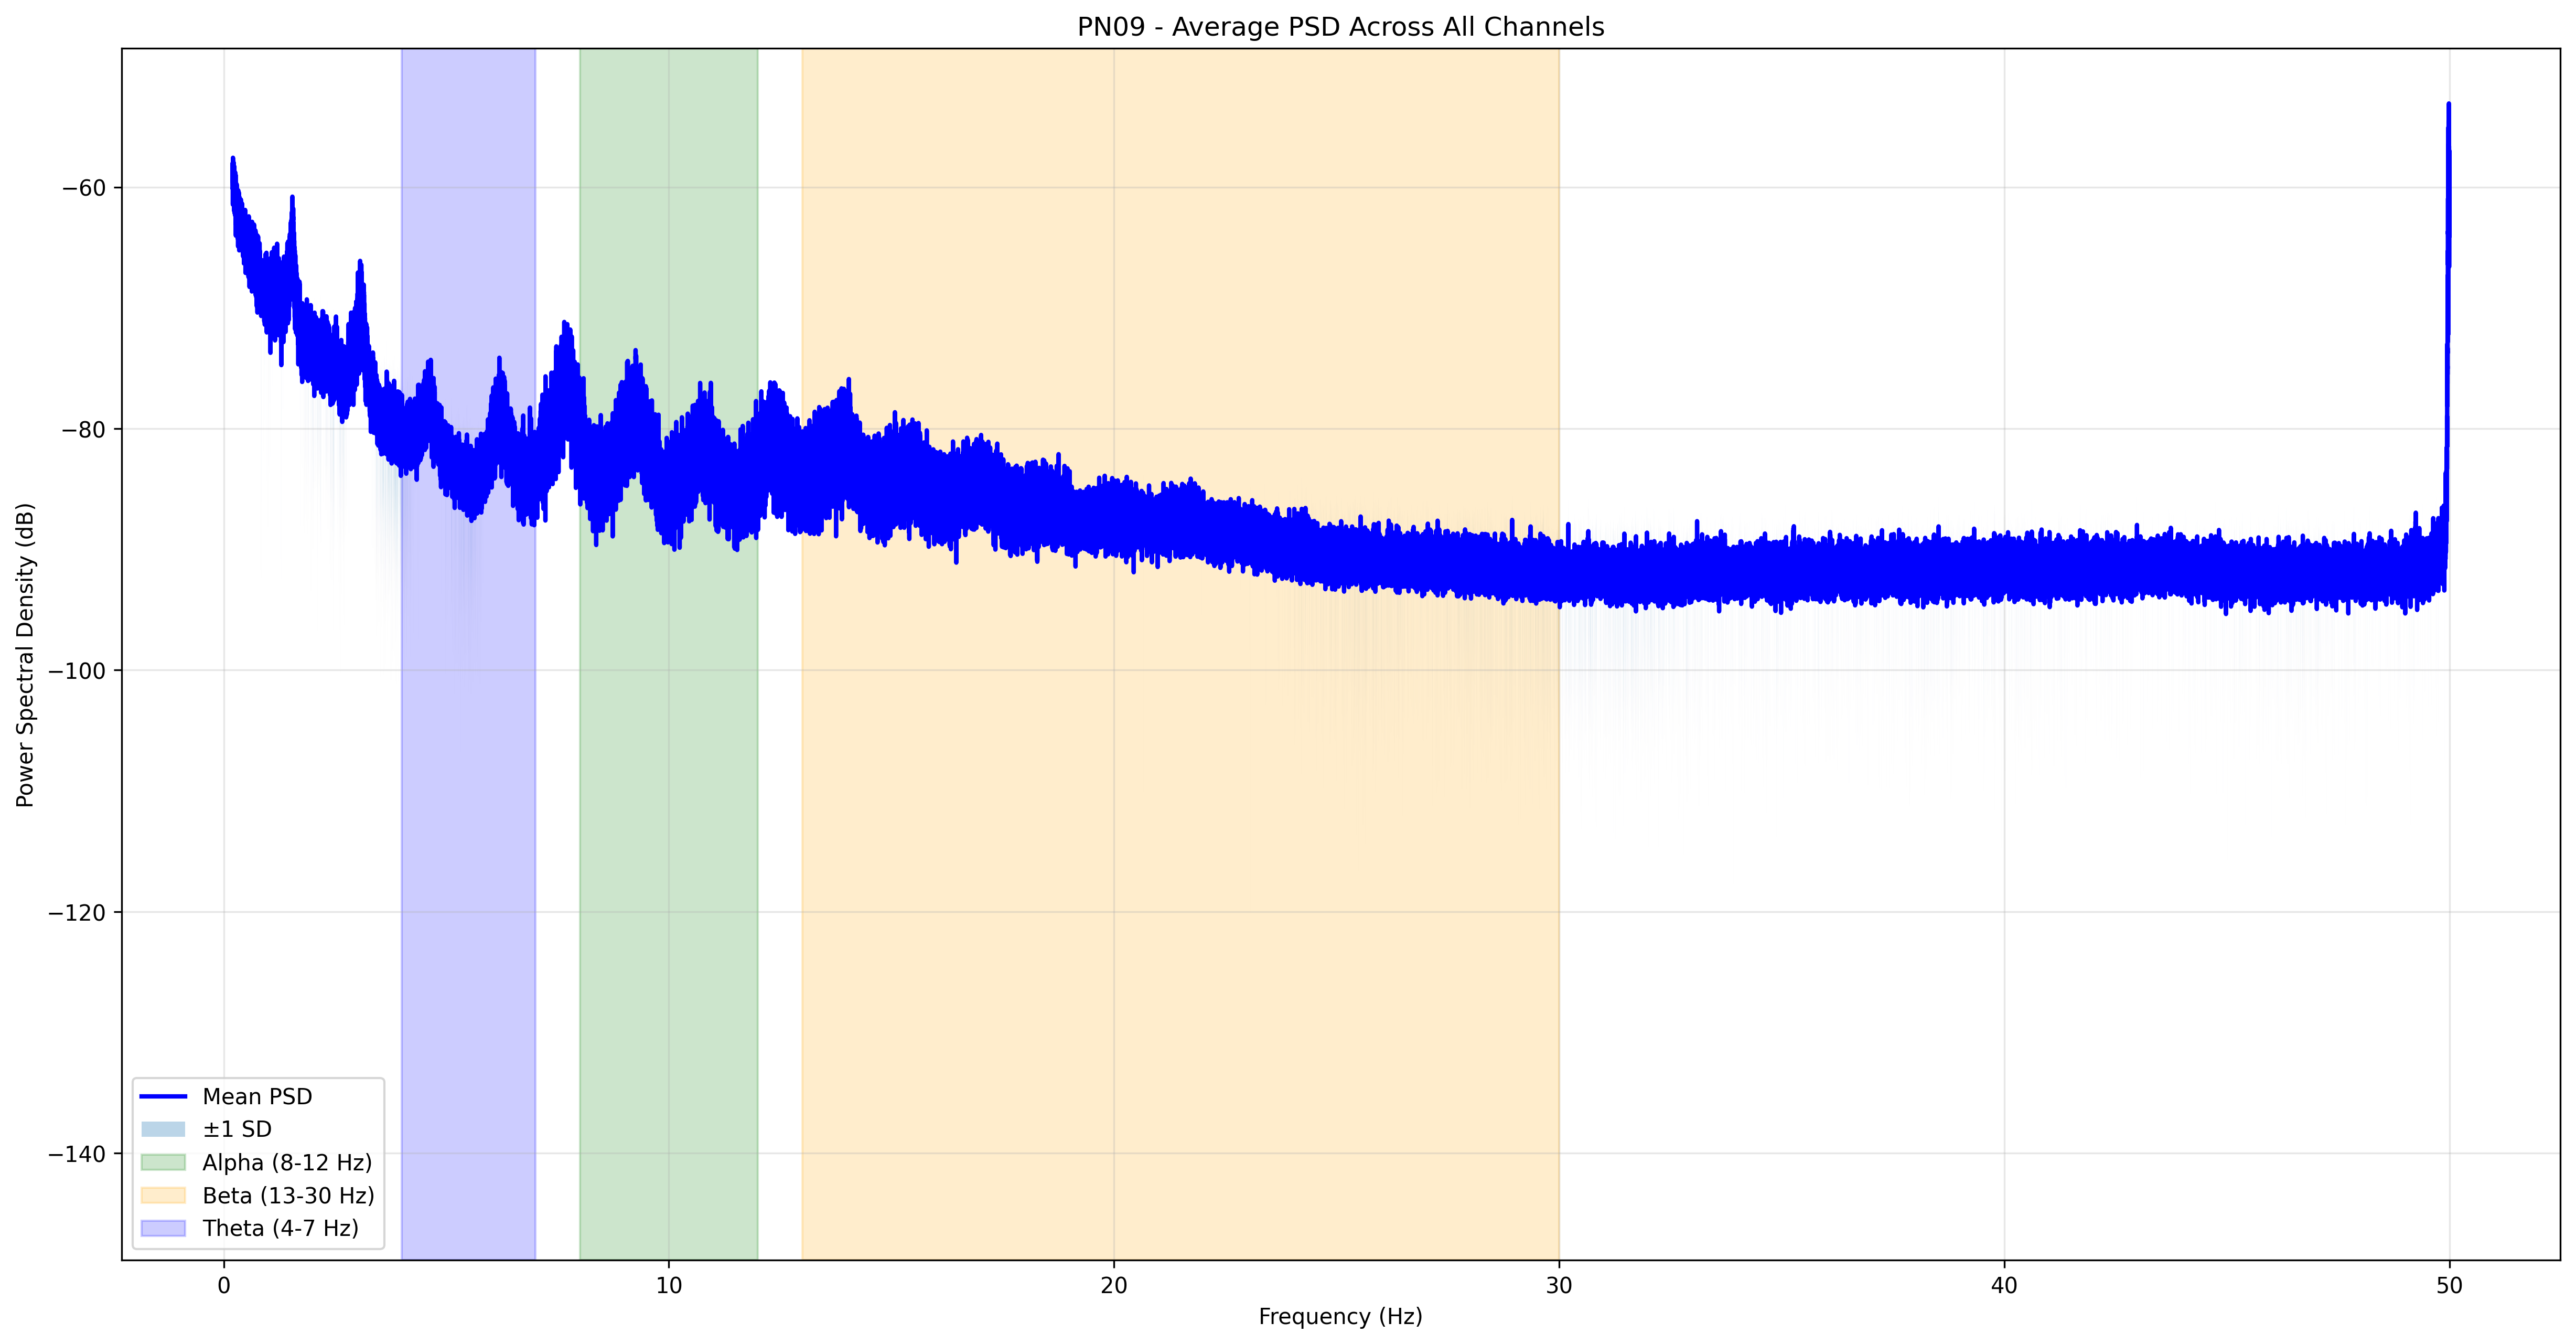 PN09 - Average PSD Across All Channels
Power Spectral Density (dB)
−60
−80
−100
−120
−140
Mean PSD
±1 SD
Alpha (8-12 Hz)
Beta (13-30 Hz)
Theta (4-7 Hz)
0
10
20
30
40
50
Frequency (Hz)